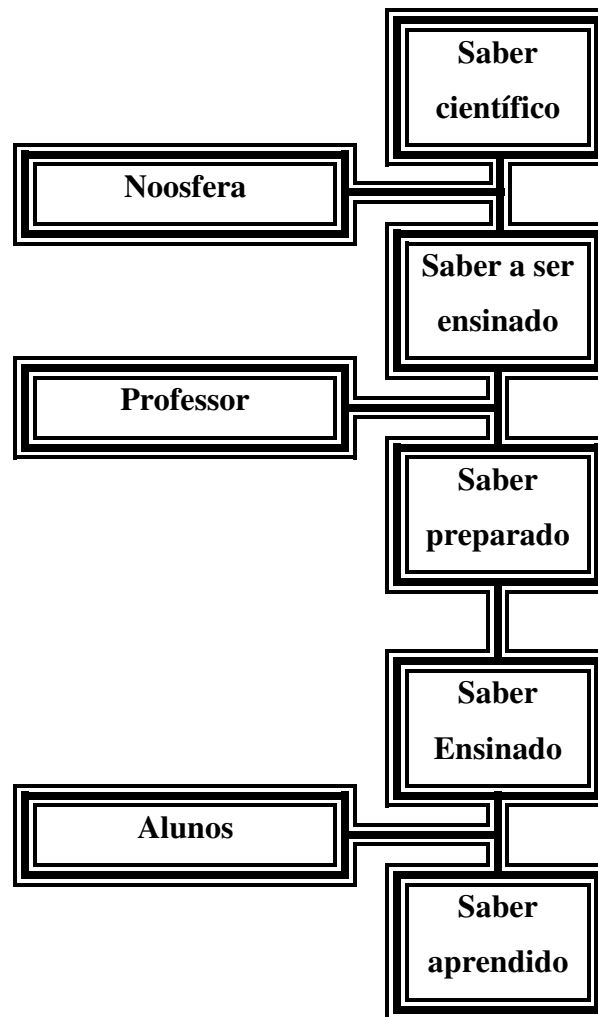 Saber
científico
Noosfera
Saber a ser
ensinado
Professor
Saber
preparado
Saber
Ensinado
Alunos
Saber
aprendido